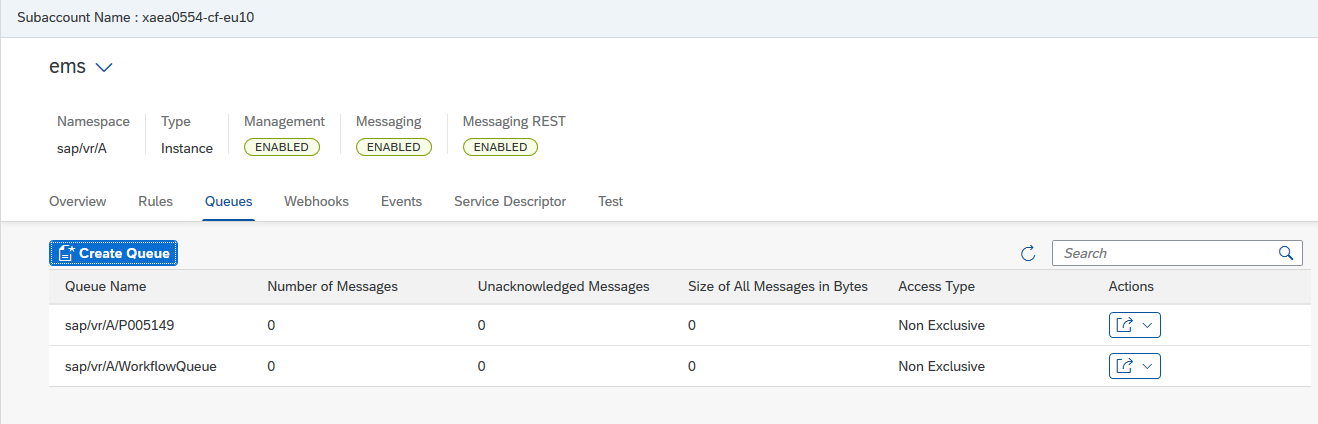 Subaccount Name : xaea0554-cf-eu10
ems
Namespace Type Management Messaging Messaging REST
sap/vr/A Instance ENABLED ENABLED ENABLED
Overview Rules Queues Webhooks Events Service Descriptor Test
Create Queue Search
Queue Name Number of Messages Unacknowledged Messages Size of All Messages in Bytes Access Type Actions
sap/vr/A/P005149 0 0 0 Non Exclusive
sap/vr/A/WorkflowQueue 0 0 0 Non Exclusive